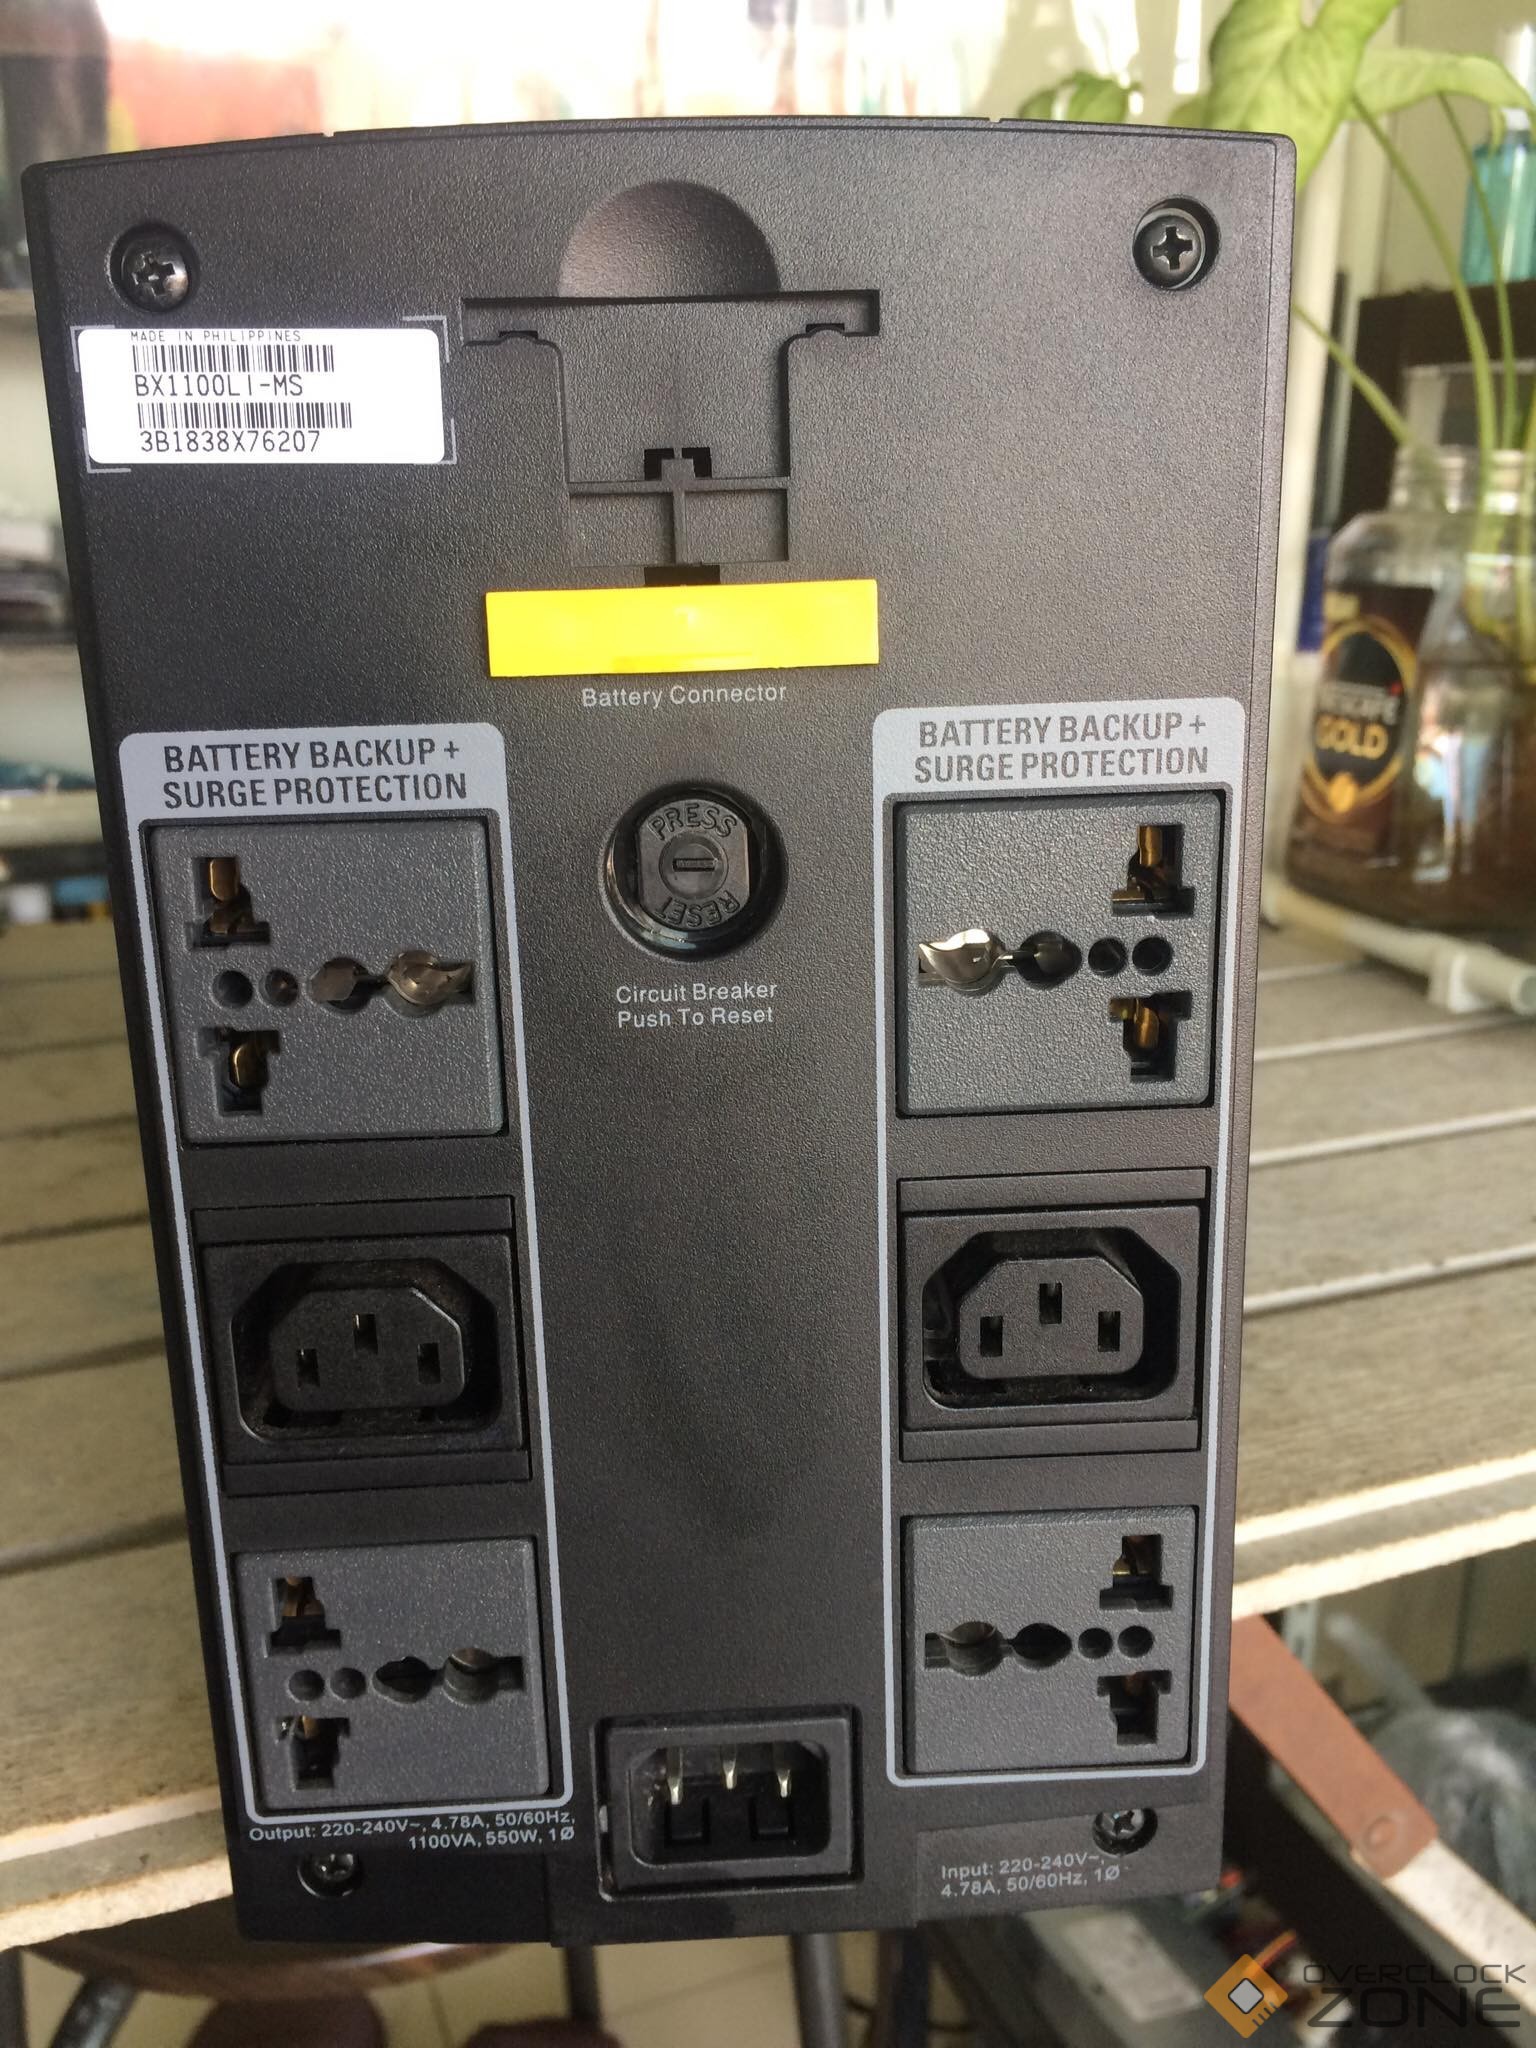 MADE IN PHILIPPINES
BX1100LI-MS
3B1838X76207
Battery Connector
BATTERY BACKUP +
SURGE PROTECTION
BATTERY BACKUP +
SURGE PROTECTION
PRESS
RESET
Circuit Breaker
Push To Reset
NESCAFE
GOLD
Output: 220-240V~, 4.78A, 50/60Hz,
1100VA, 550W, 1Ø
Input: 220-240V~,
4.78A, 50/60Hz, 1Ø
OVERCLOCK
ZONE